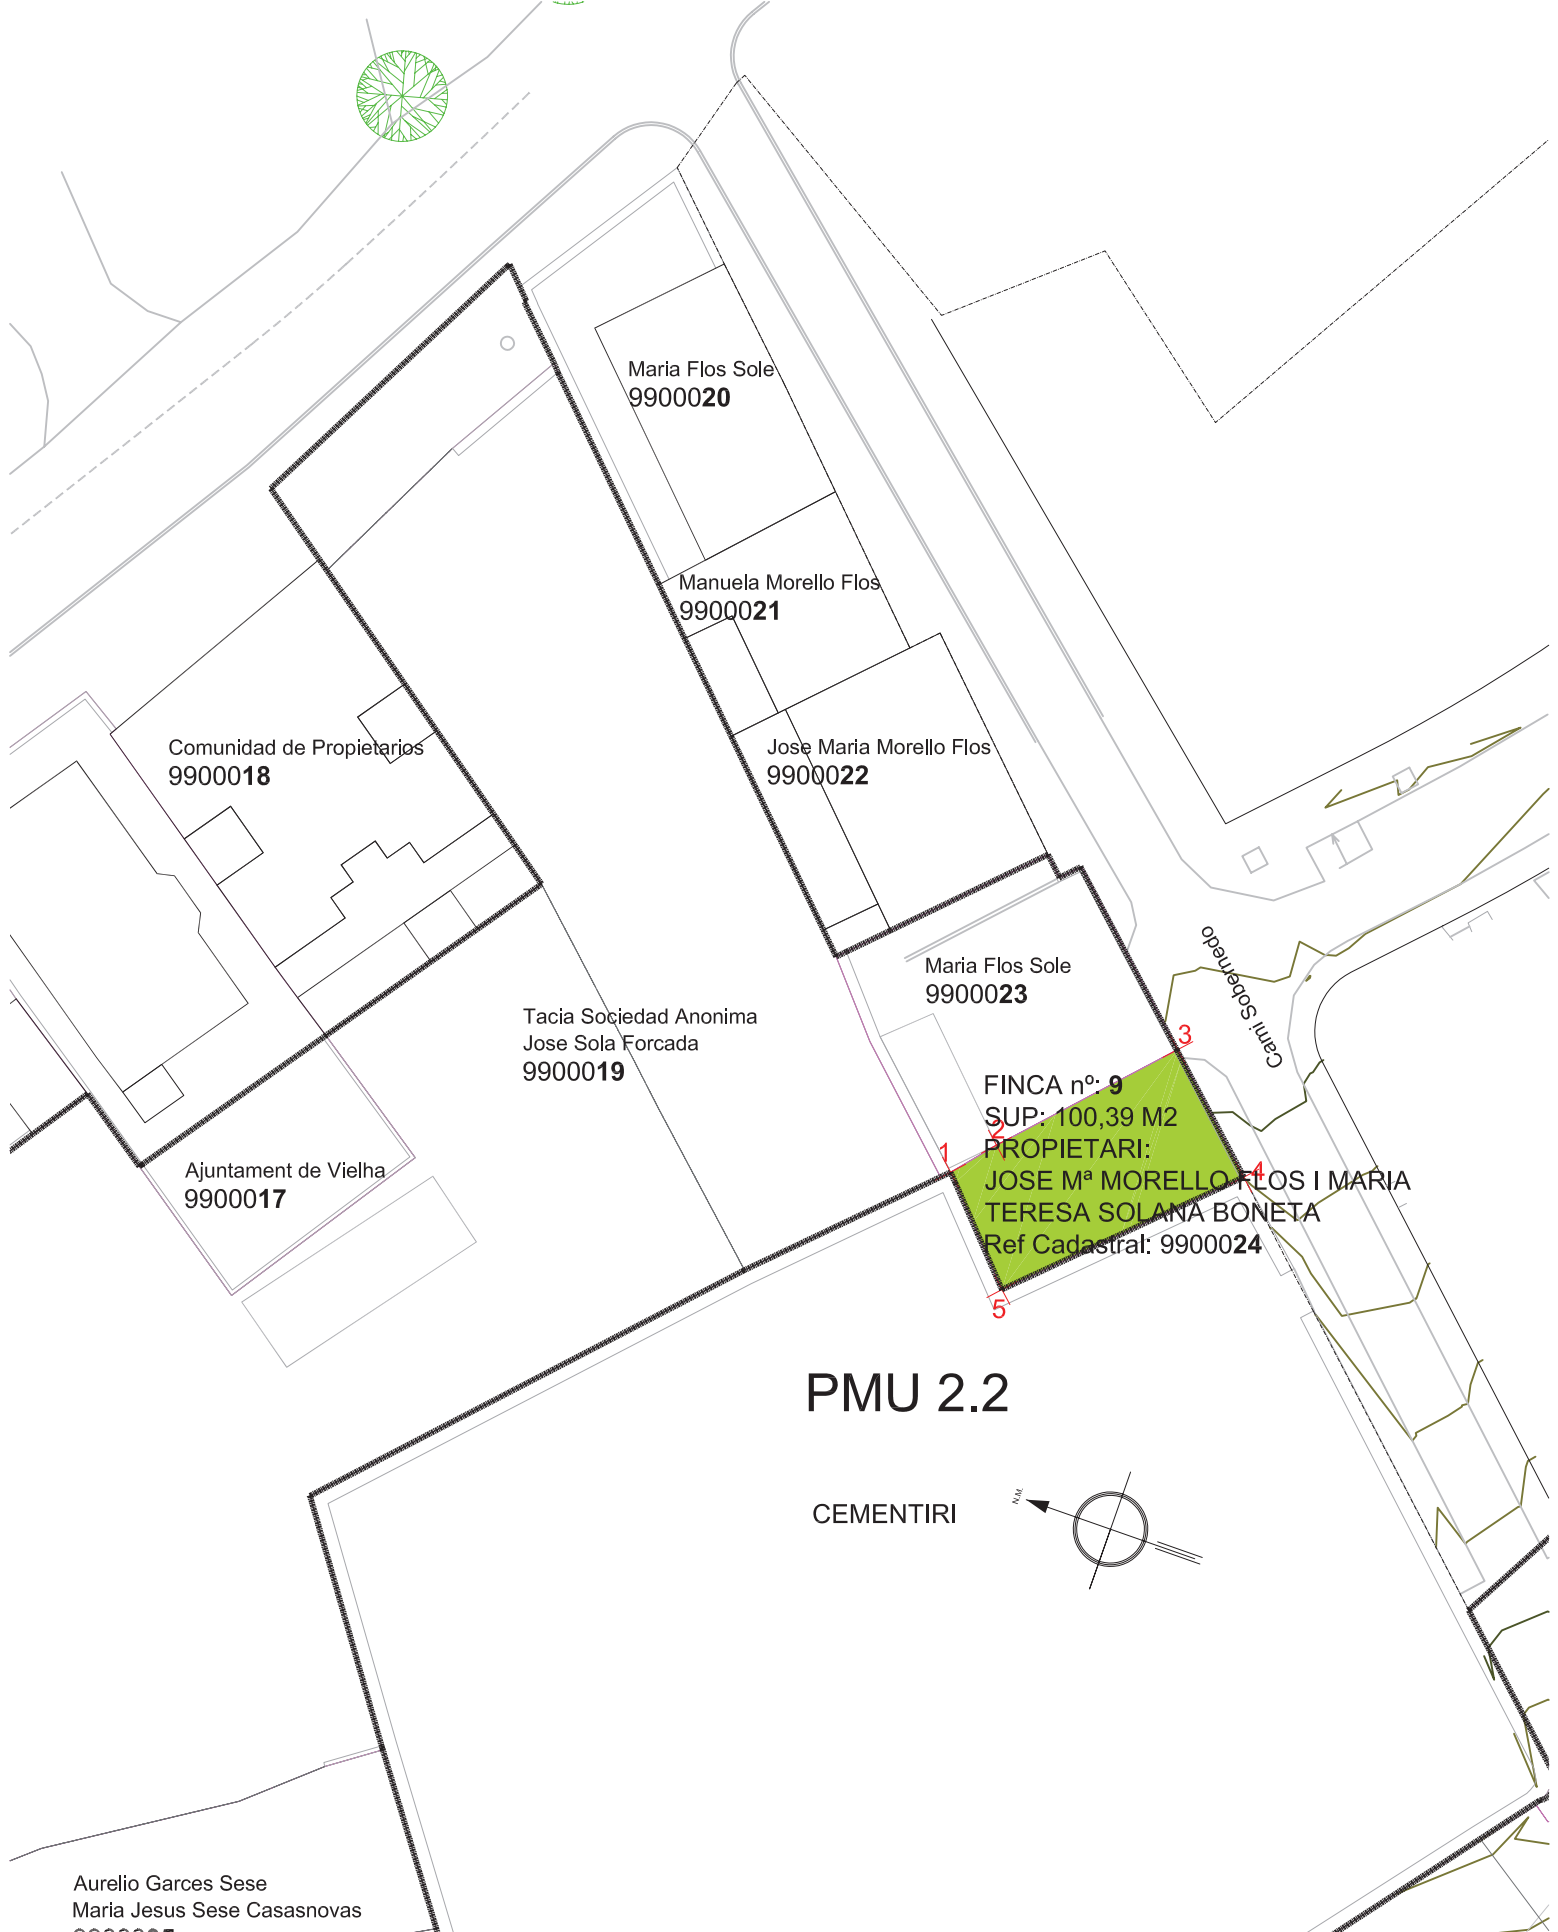 Maria Flos Sole
9900020
Manuela Morello Flos
9900021
Comunidad de Propietarios
9900018
Jose Maria Morello Flos
9900022
Maria Flos Sole
9900023
Camí Sobernedo
Tacia Sociedad Anonima
Jose Sola Forcada
9900019
3
FINCA nº: 9
SUP: 100,39 M2
2
1
PROPIETARI:
4
JOSE Mª MORELLO FLOS I MARIA
TERESA SOLANA BONETA
Ref Cadastral: 9900024
Ajuntament de Vielha
9900017
5
PMU 2.2
N.M.
CEMENTIRI
Aurelio Garces Sese
Maria Jesus Sese Casasnovas